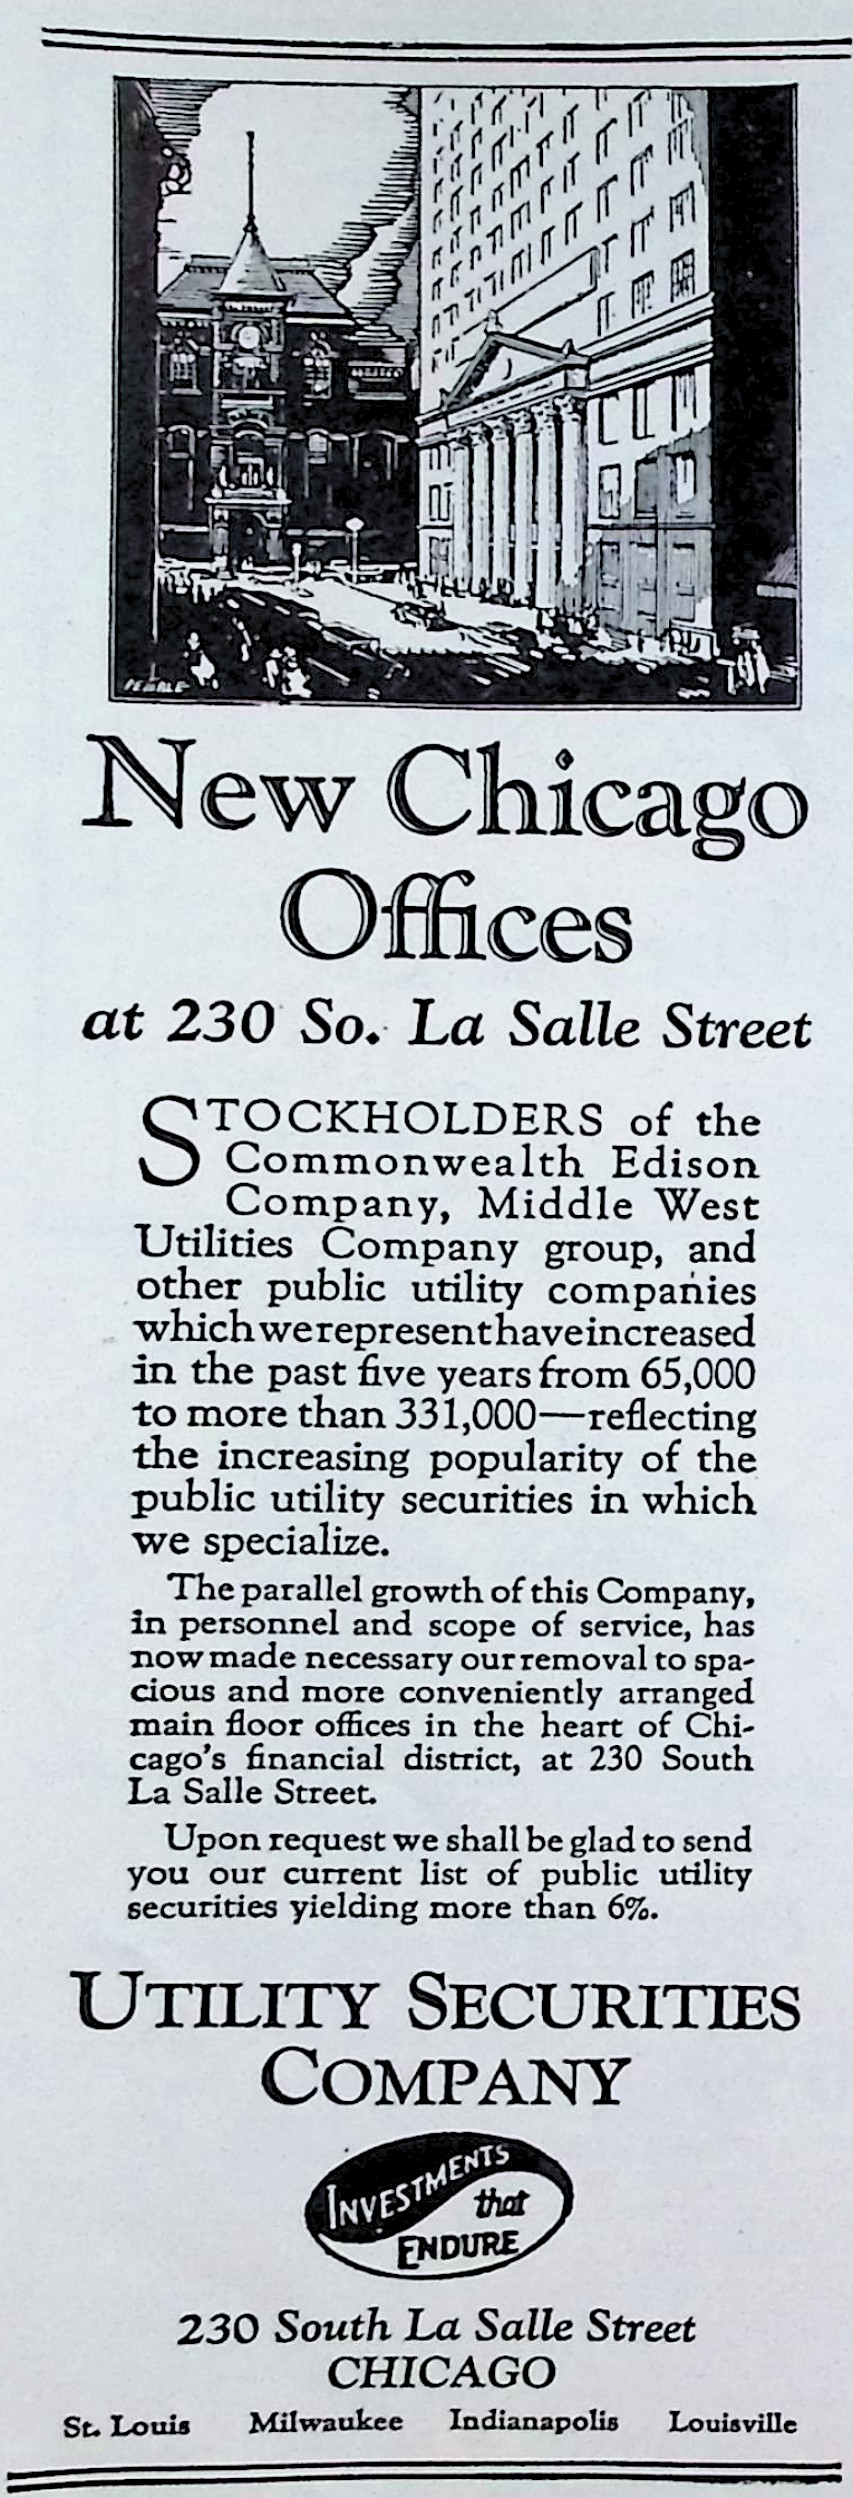 New Chicago
Offices
at 230 So. La Salle Street
STOCKHOLDERS of the
Commonwealth Edison
Company, Middle West
Utilities Company group, and
other public utility companies
which we represent have increased
in the past five years from 65,000
to more than 331,000—reflecting
the increasing popularity of the
public utility securities in which
we specialize.
The parallel growth of this Company,
in personnel and scope of service, has
now made necessary our removal to spa-
cious and more conveniently arranged
main floor offices in the heart of Chi-
cago's financial district, at 230 South
La Salle Street.
Upon request we shall be glad to send
you our current list of public utility
securities yielding more than 6%.
UTILITY SECURITIES
COMPANY
INVESTMENTS
that
ENDURE
230 South La Salle Street
CHICAGO
St. Louis Milwaukee Indianapolis Louisville